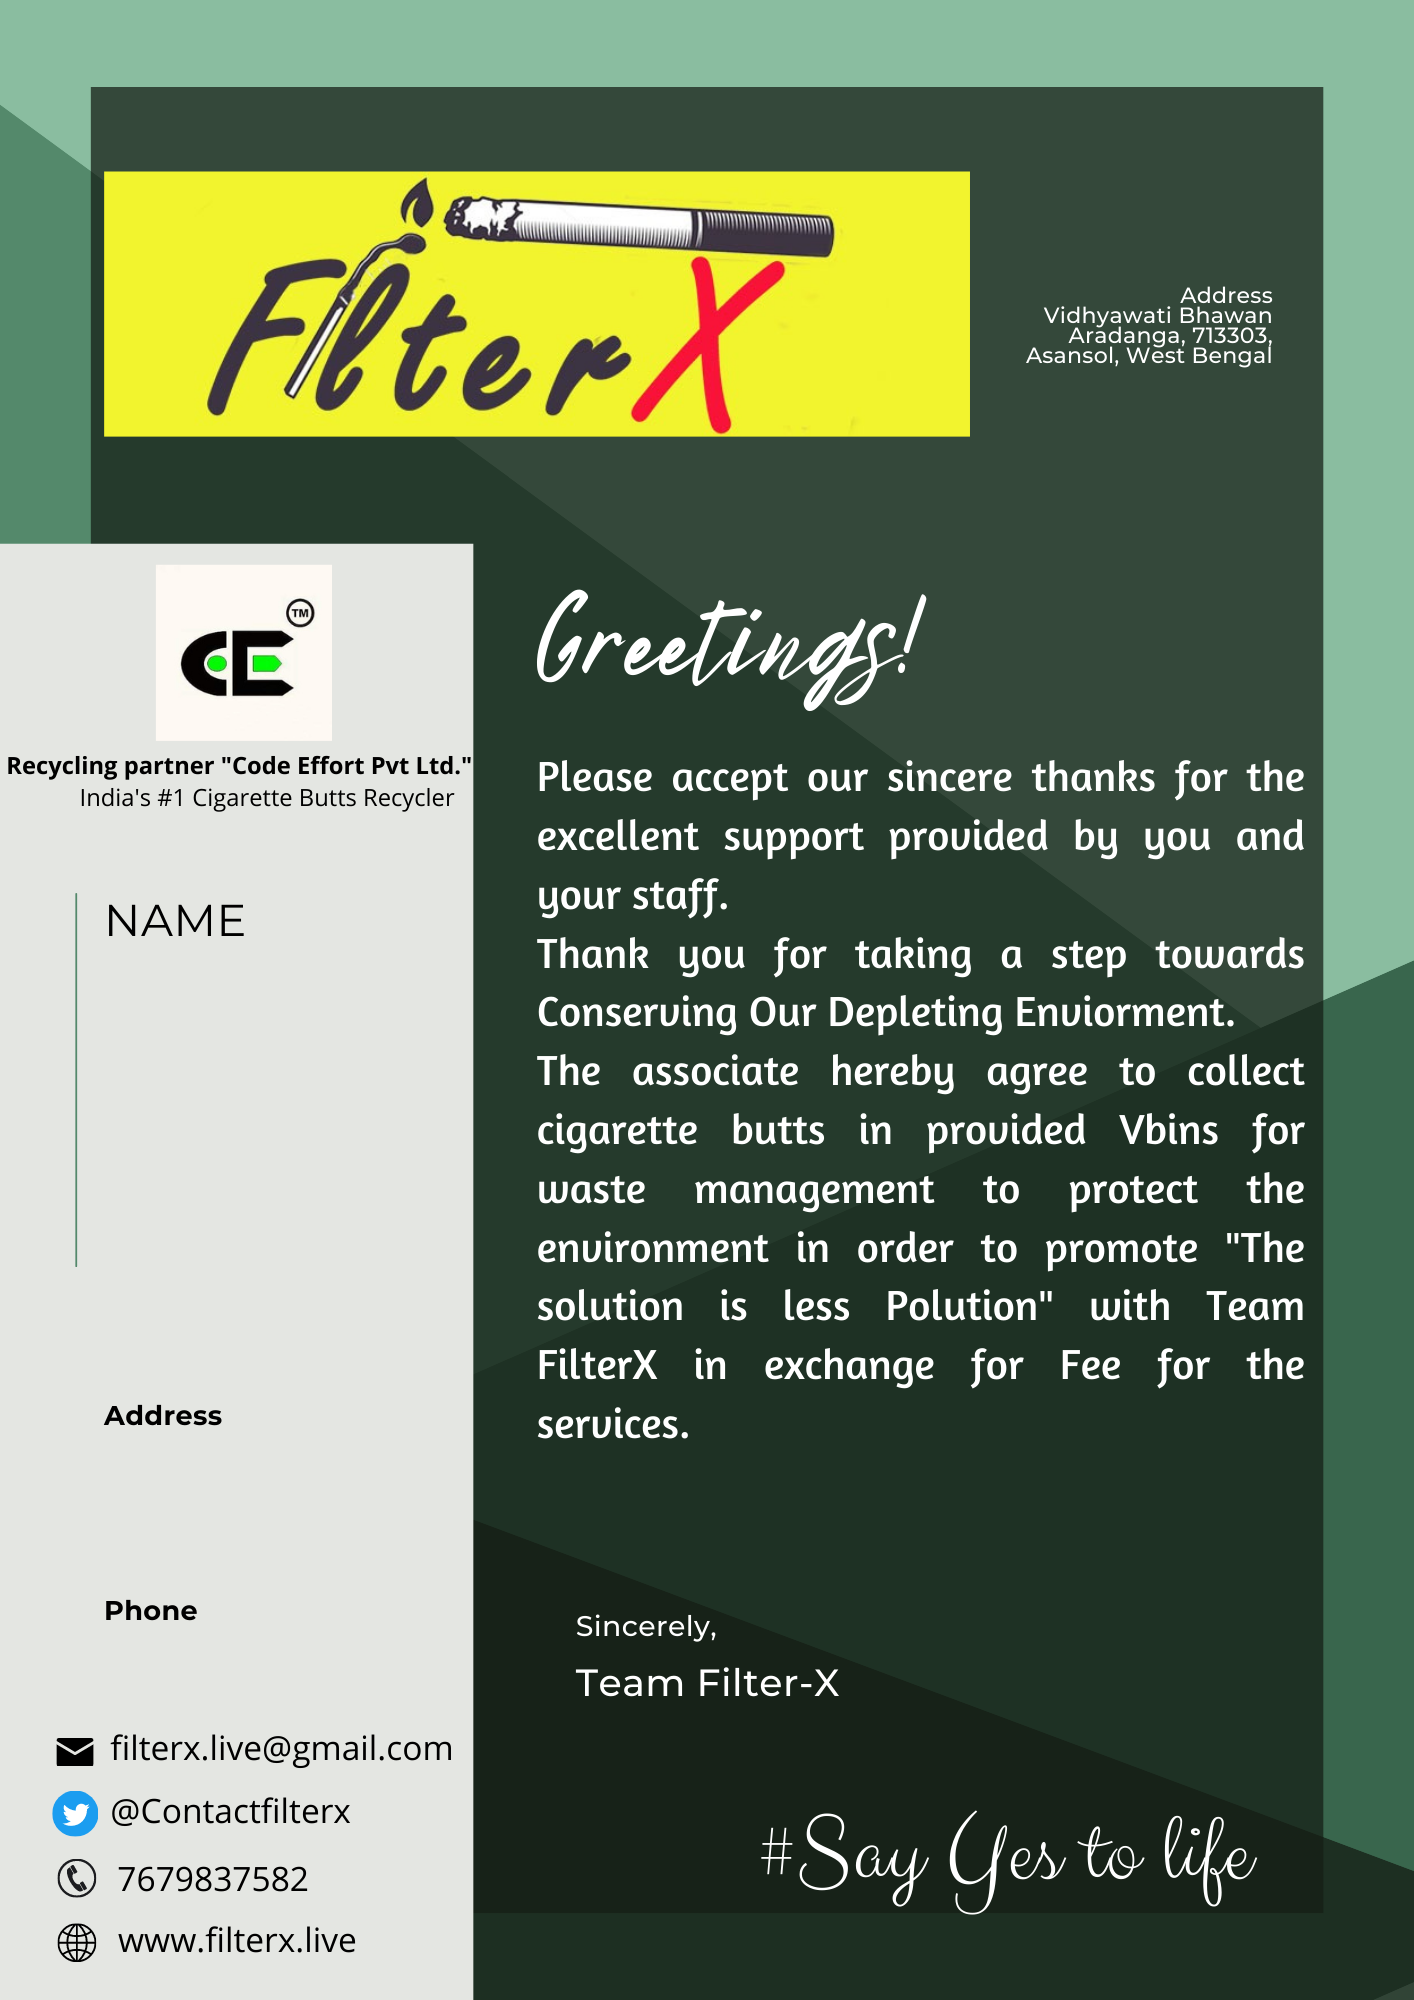 FilterX
Address
Vidhyawati Bhawan
Aradanga, 713303,
Asansol, West Bengal
CE
TM
Recycling partner "Code Effort Pvt Ltd."
India's #1 Cigarette Butts Recycler
NAME
Address
Phone
filterx.live@gmail.com
@Contactfilterx
7679837582
www.filterx.live
Greetings!
Please accept our sincere thanks for the
excellent support provided by you and
your staff.
Thank you for taking a step towards
Conserving Our Depleting Enviorment.
The associate hereby agree to collect
cigarette butts in provided Vbins for
waste management to protect the
environment in order to promote "The
solution is less Polution" with Team
FilterX in exchange for Fee for the
services.
Sincerely,
Team Filter-X
#Say Yes to life